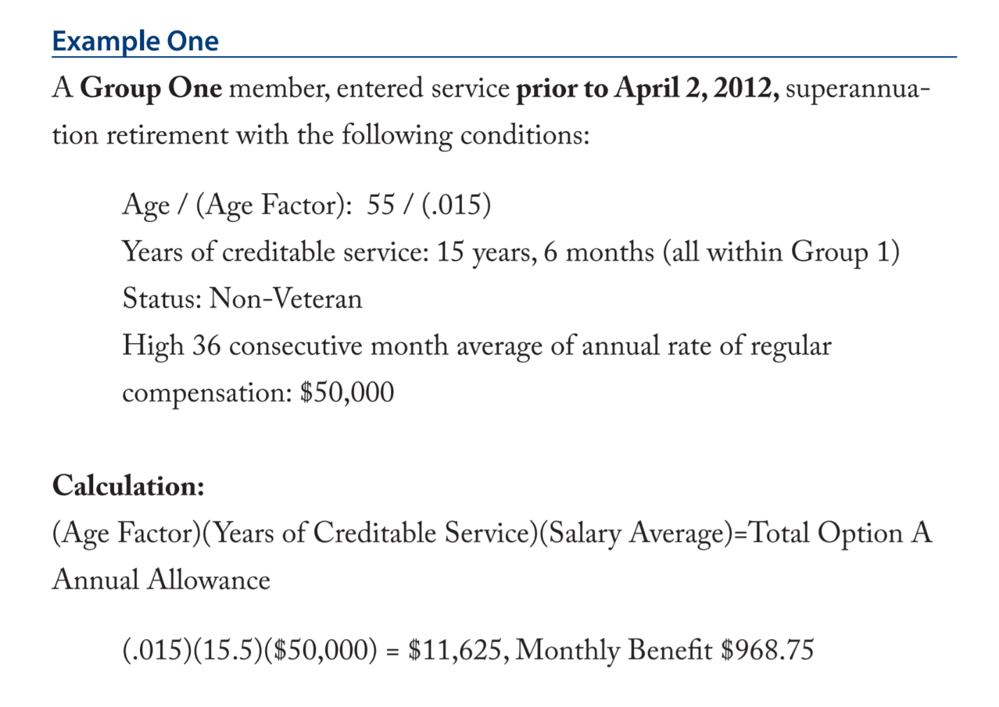 Example One
A Group One member, entered service prior to April 2, 2012, superannua-
tion retirement with the following conditions:
Age / (Age Factor):  55 / (.015)
Years of creditable service: 15 years, 6 months (all within Group 1)
Status: Non-Veteran
High 36 consecutive month average of annual rate of regular
compensation: $50,000
Calculation:
(Age Factor)(Years of Creditable Service)(Salary Average)=Total Option A
Annual Allowance
(.015)(15.5)($50,000) = $11,625, Monthly Benefit $968.75